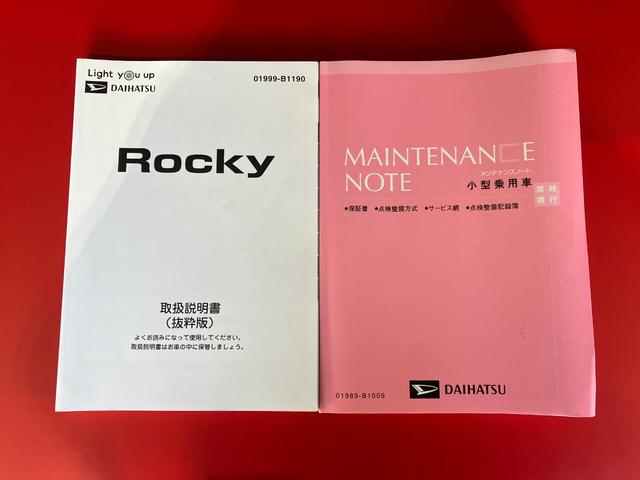 Light you up
DAIHATSU
01999-B1190
Rocky
取扱説明書
（抜粋版）
よくお読みになって使用してください。
取扱説明書はお車の中に保管しましょう。
MAINTENANCE
NOTE
メンテナンスノート
小型乗用車
常時
携行
●保証書 ●点検整備方式 ●サービス網 ●点検整備記録簿
01989-B1009
DAIHATSU